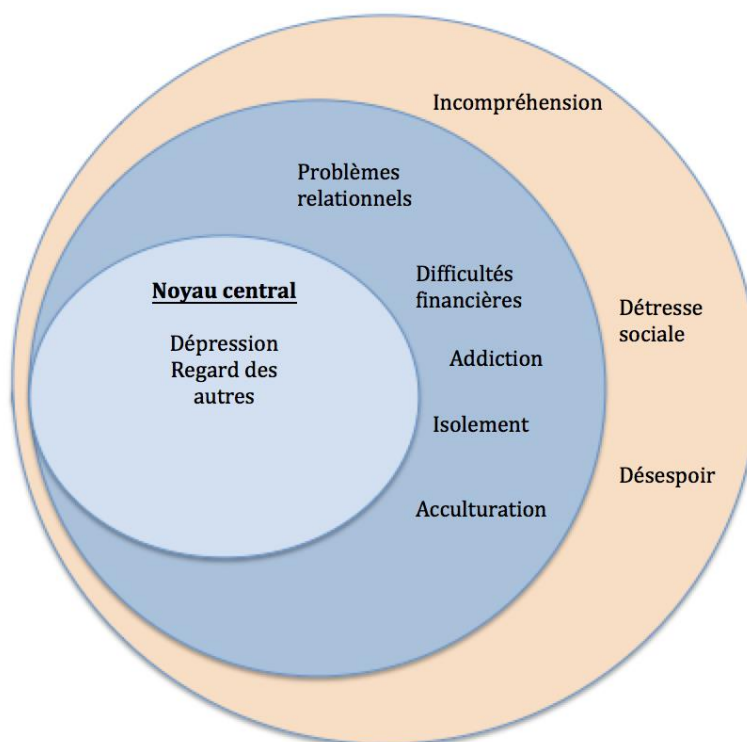 Incompréhension
Problèmes
relationnels
Noyau central
Dépression
Regard des
autres
Difficultés
financières
Addiction
Isolement
Acculturation
Détresse
sociale
Désespoir